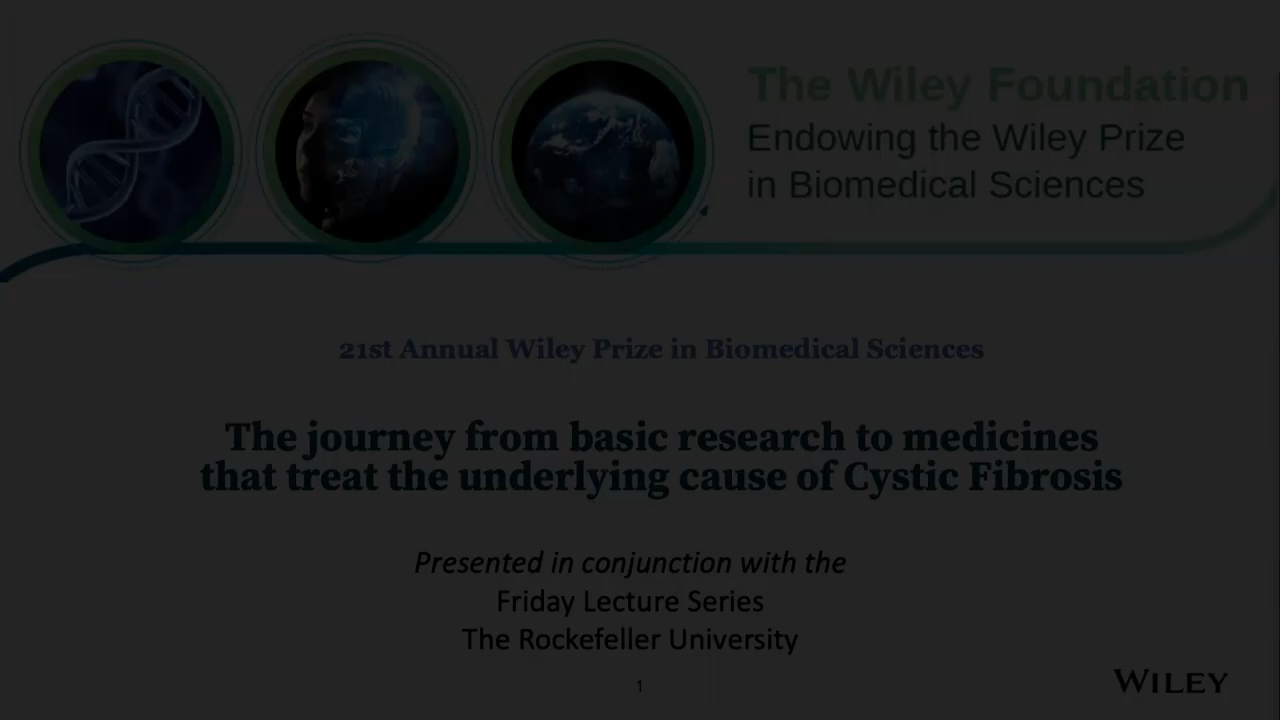 The Wiley Foundation
Endowing the Wiley Prize
in Biomedical Sciences
21st Annual Wiley Prize in Biomedical Sciences
The journey from basic research to medicines
that treat the underlying cause of Cystic Fibrosis
Presented in conjunction with the
Friday Lecture Series
The Rockefeller University
1
WILEY